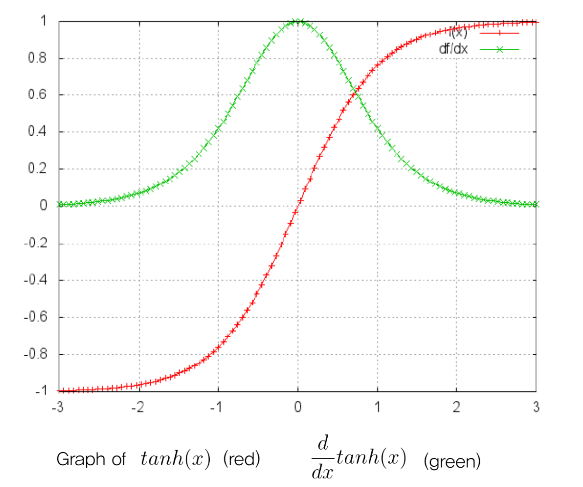 1
f(x)
df/dx
0.8
0.6
0.4
0.2
0
-0.2
-0.4
-0.6
-0.8
-1
-3 -2 -1 0 1 2 3
Graph of tanh(x) (red) d/dx tanh(x) (green)